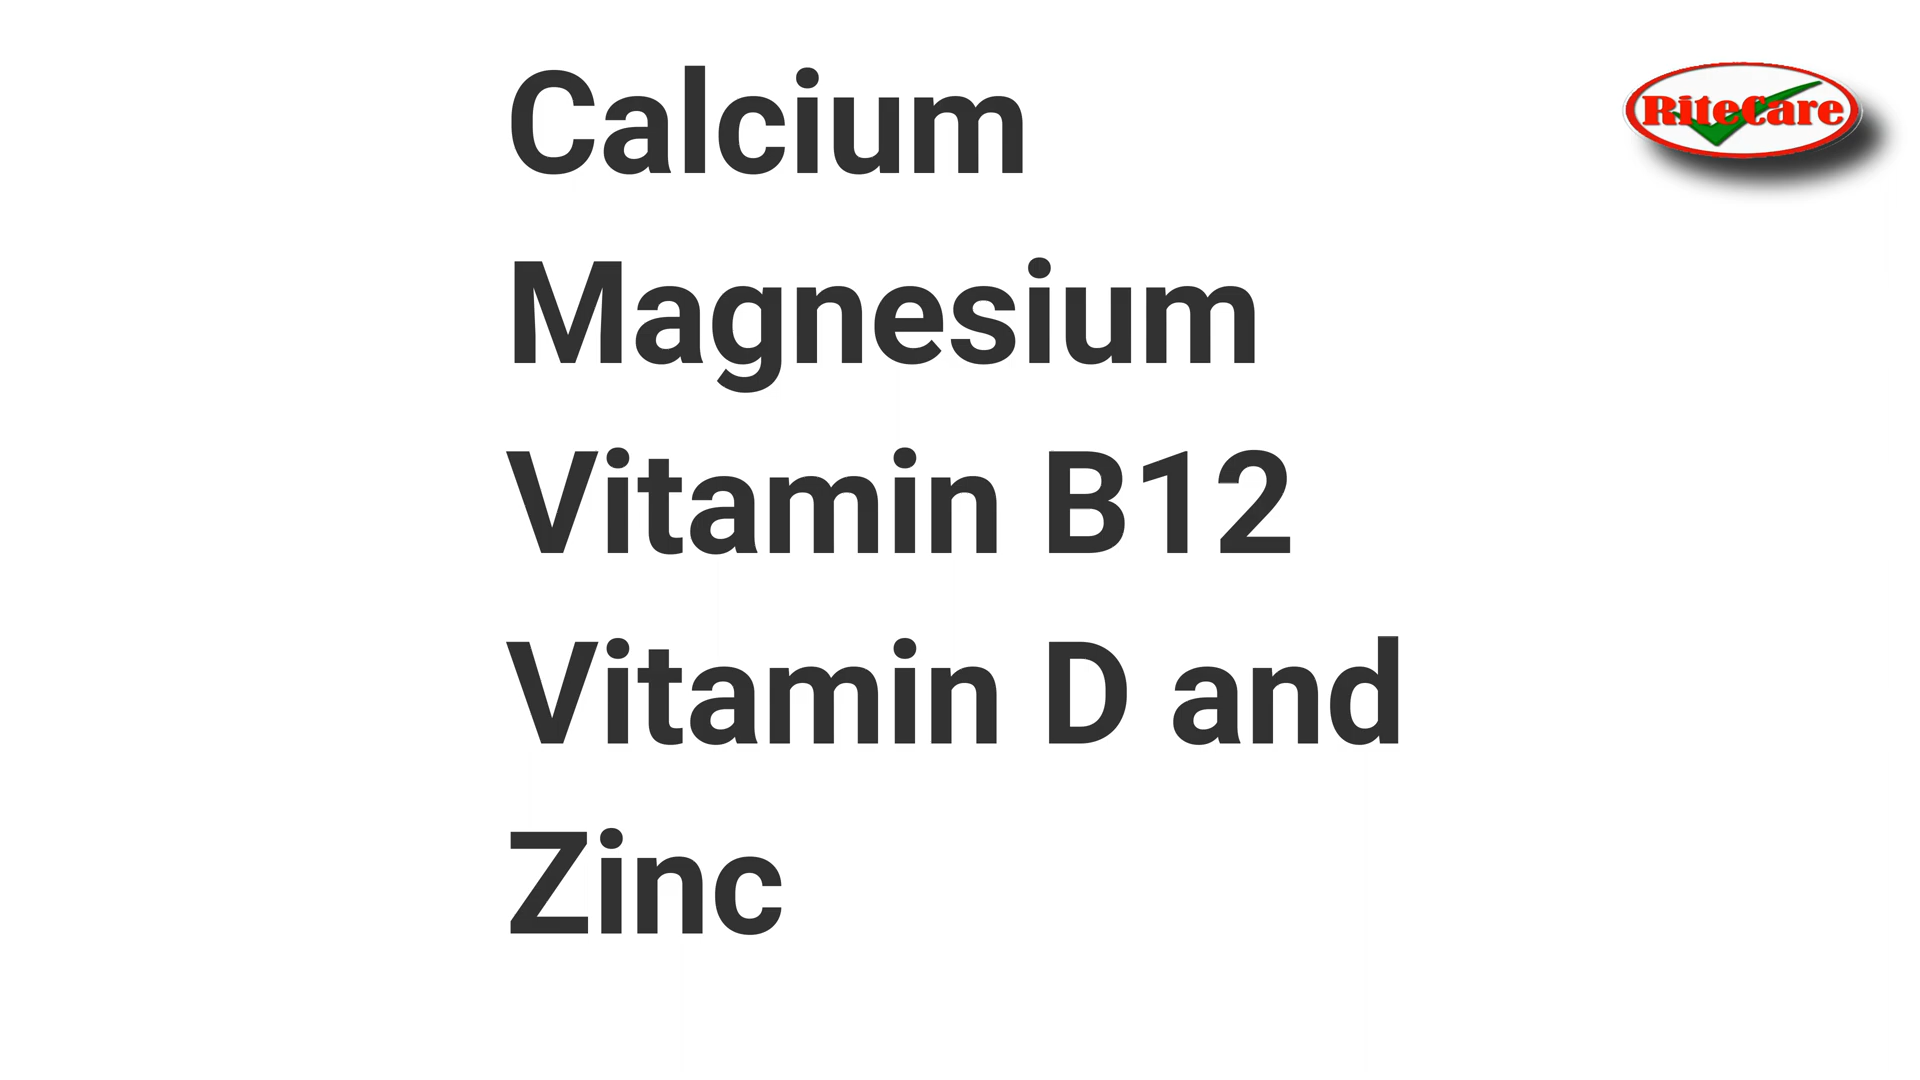 Calcium
RiteCare
Magnesium
Vitamin B12
Vitamin D and
Zinc